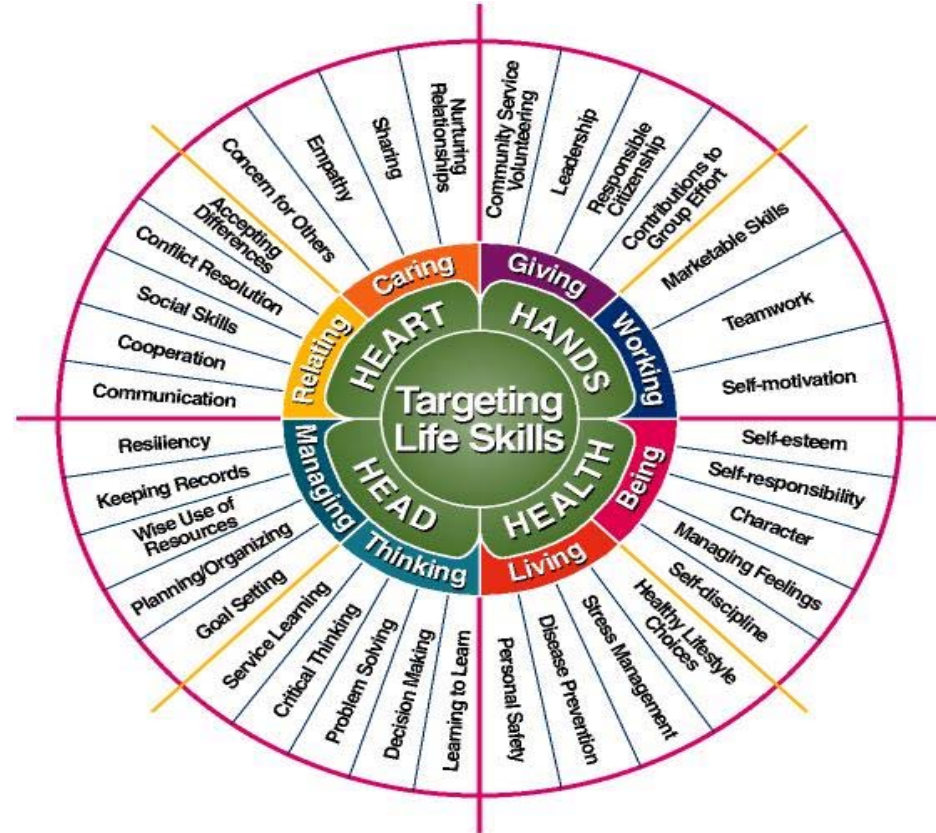 Targeting
Life Skills
HEART
HANDS
HEALTH
HEAD
Caring
Giving
Working
Being
Living
Thinking
Managing
Relating
Nurturing
Relationships
Sharing
Empathy
Concern for Others
Accepting
Differences
Conflict Resolution
Social Skills
Cooperation
Communication
Community Service
Volunteering
Leadership
Responsible
Citizenship
Contributions to
Group Effort
Marketable Skills
Teamwork
Self-motivation
Self-esteem
Self-responsibility
Character
Managing Feelings
Self-discipline
Healthy Lifestyle
Choices
Stress Management
Disease Prevention
Personal Safety
Learning to Learn
Decision Making
Problem Solving
Critical Thinking
Service Learning
Goal Setting
Planning/Organizing
Wise Use of
Resources
Keeping Records
Resiliency